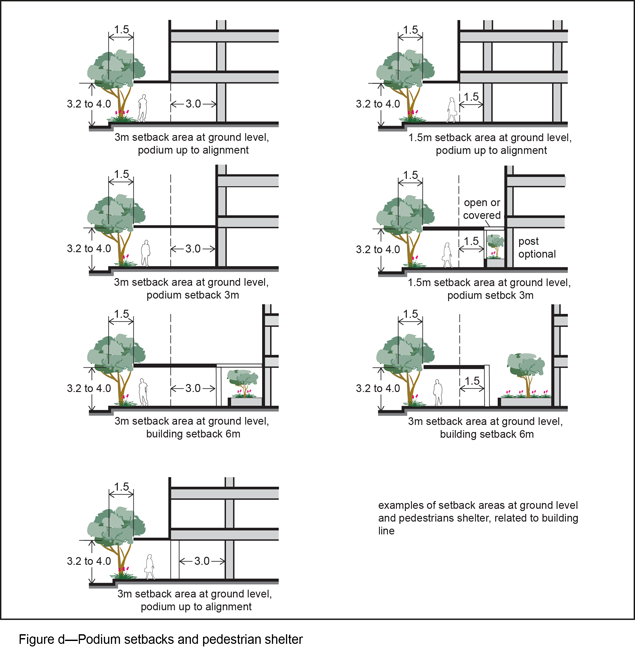 1.5
3.2 to 4.0
3.0
3m setback area at ground level,
podium up to alignment
1.5
3.2 to 4.0
1.5
1.5m setback area at ground level,
podium up to alignment
1.5
3.2 to 4.0
3.0
3m setback area at ground level,
podium setback 3m
1.5
open or
covered
3.2 to 4.0
1.5
post
optional
1.5m setback area at ground level,
podium setbck 3m
1.5
3.2 to 4.0
3.0
3m setback area at ground level,
building setback 6m
1.5
3.2 to 4.0
1.5
3m setback area at ground level,
building setback 6m
1.5
3.2 to 4.0
3.0
3m setback area at ground level,
podium up to alignment
examples of setback areas at ground level
and pedestrians shelter, related to building
line
Figure d—Podium setbacks and pedestrian shelter